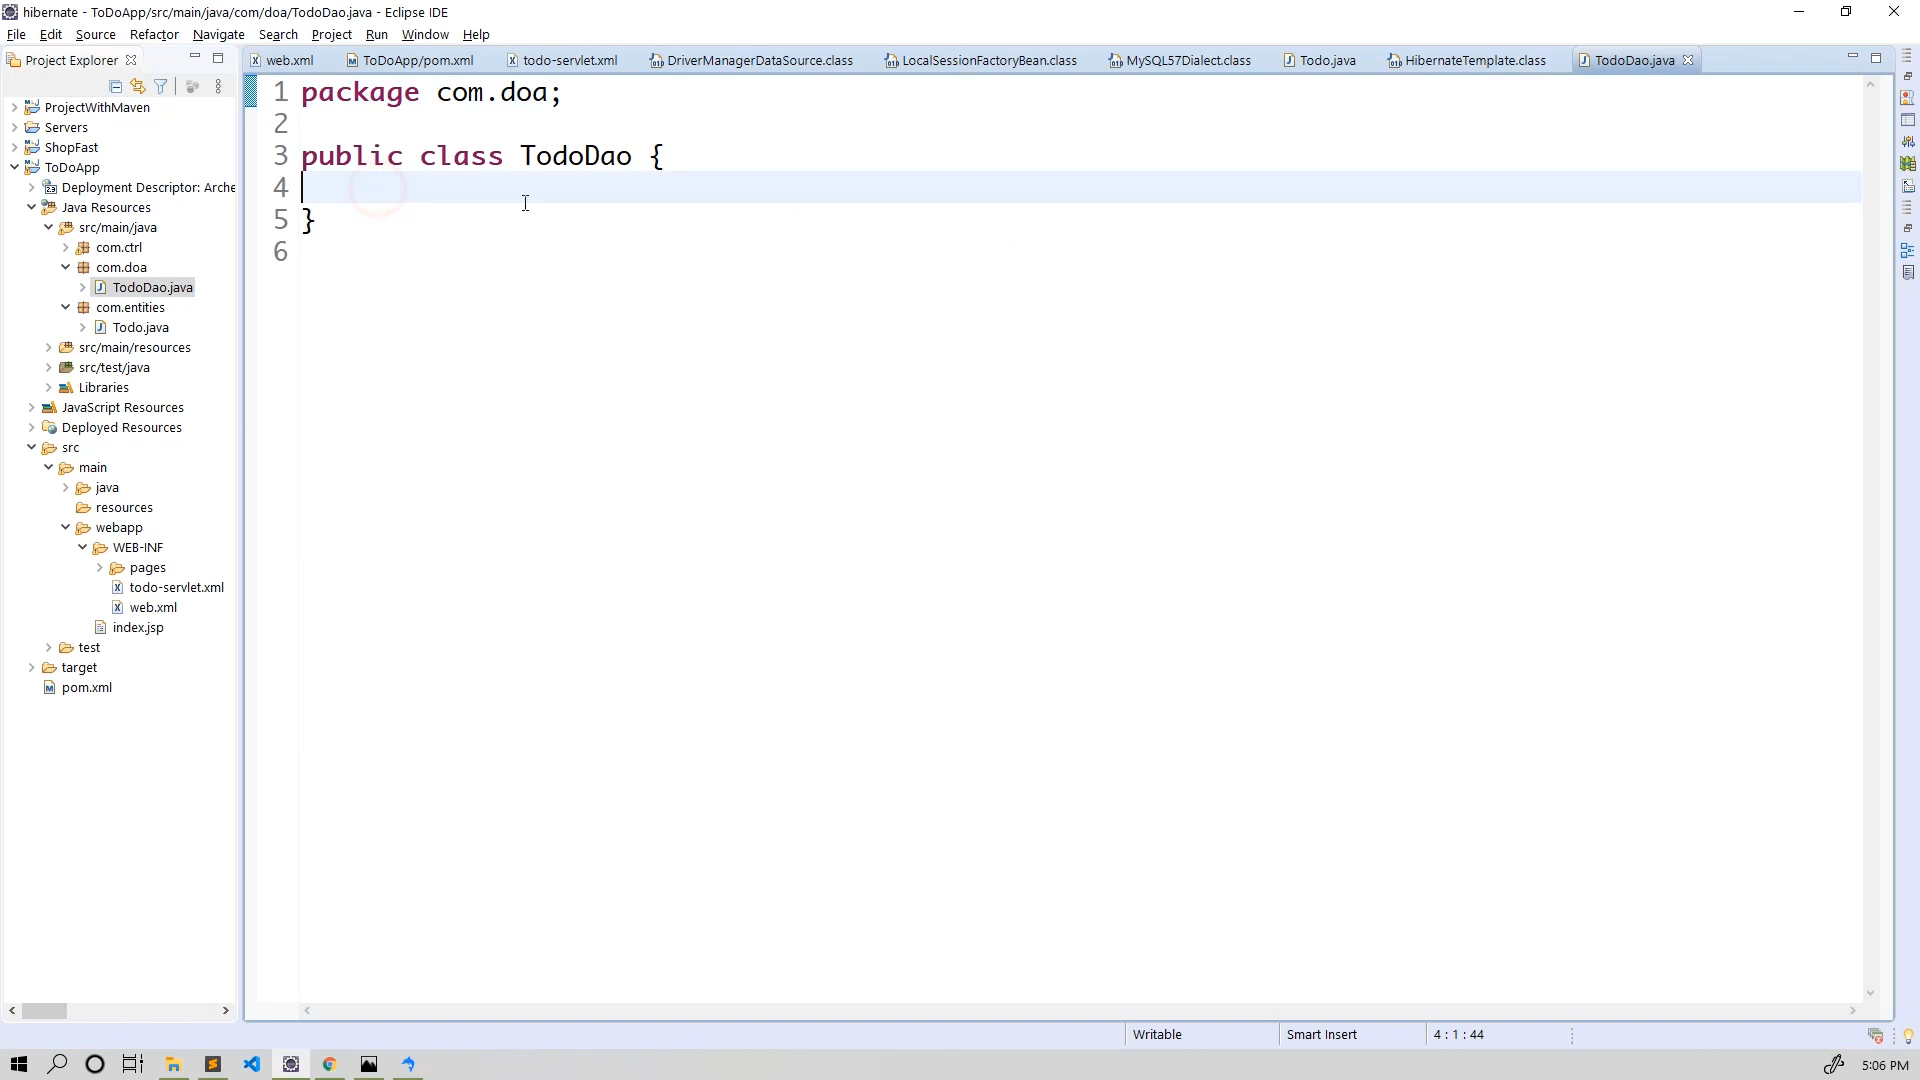 hibernate - ToDoApp/src/main/java/com/doa/TodoDao.java - Eclipse IDE
File Edit Source Refactor Navigate Search Project Run Window Help
Project Explorer
web.xml ToDoApp/pom.xml todo-servlet.xml DriverManagerDataSource.class LocalSessionFactoryBean.class MySQL57Dialect.class Todo.java HibernateTemplate.class TodoDao.java
ProjectWithMaven
Servers
ShopFast
ToDoApp
Deployment Descriptor: Arche
Java Resources
src/main/java
com.ctrl
com.doa
TodoDao.java
com.entities
Todo.java
src/main/resources
src/test/java
Libraries
JavaScript Resources
Deployed Resources
src
main
java
resources
webapp
WEB-INF
pages
todo-servlet.xml
web.xml
index.jsp
test
target
pom.xml
1 package com.doa;
2
3 public class TodoDao {
4
5 }
6
Writable Smart Insert 4 : 1 : 44
5:06 PM